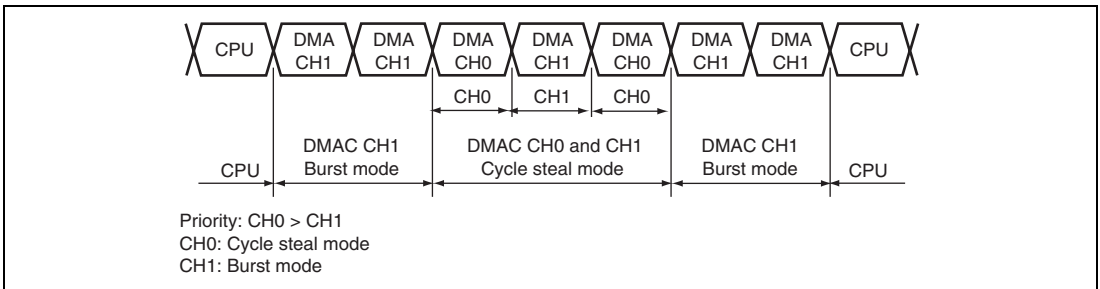 CPU DMA DMA DMA DMA DMA DMA DMA CPU
CH1 CH1 CH0 CH1 CH0 CH1 CH1
CH0 CH1 CH0
DMAC CH1 DMAC CH0 and CH1 DMAC CH1
CPU Burst mode Cycle steal mode Burst mode CPU
Priority: CH0 > CH1
CH0: Cycle steal mode
CH1: Burst mode